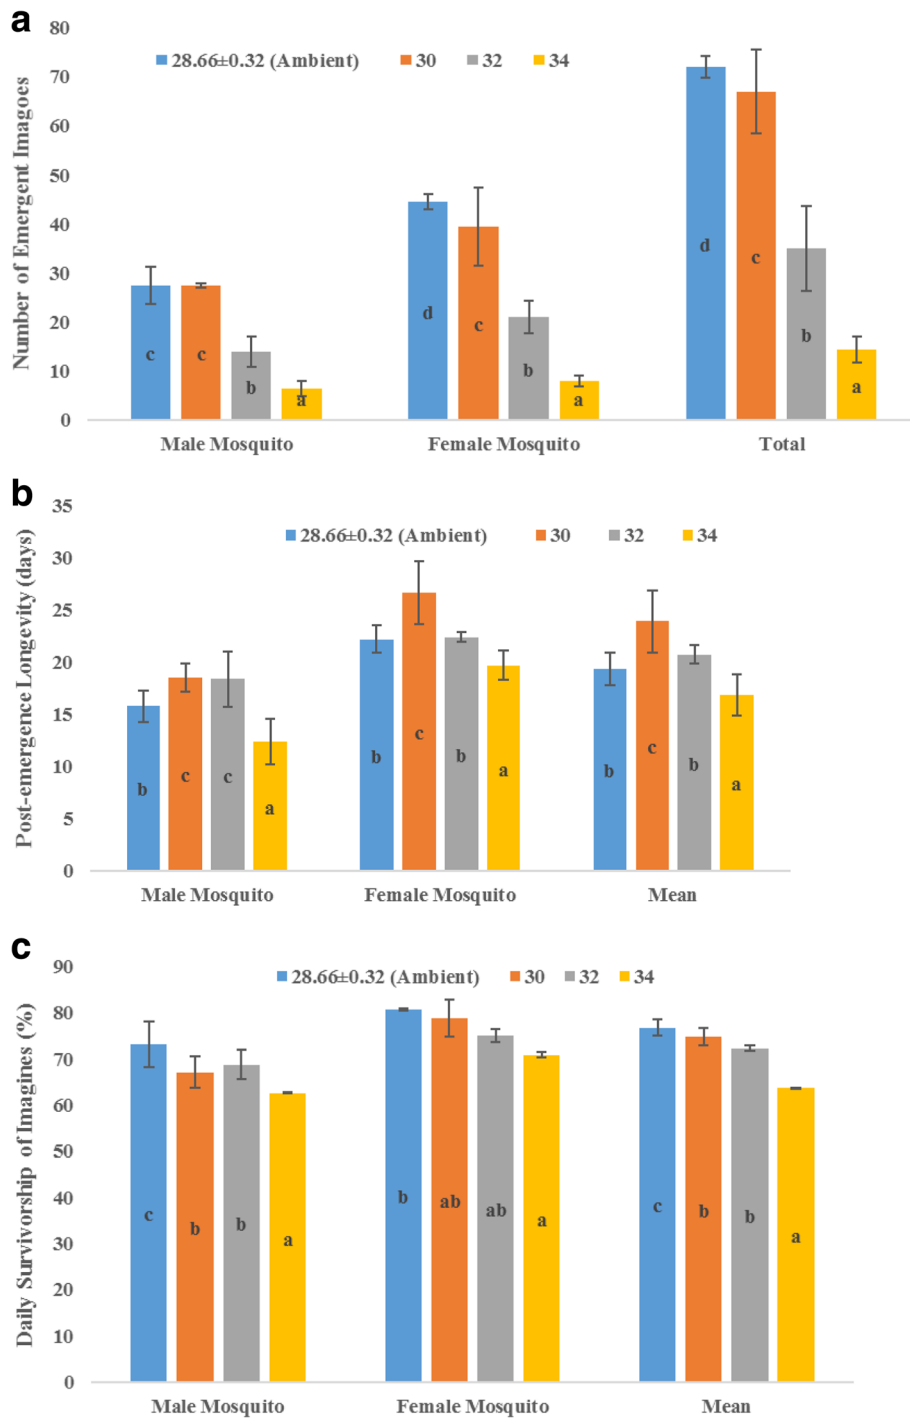 a
Number of Emergent Imagoes
80
70
60
50
40
30
20
10
0
28.66±0.32 (Ambient) 30 32 34
c c b a
d c b a
d c b a
Male Mosquito Female Mosquito Total
b
Post-emergence Longevity (days)
35
30
25
20
15
10
5
0
28.66±0.32 (Ambient) 30 32 34
b c c a
b c b a
b c b a
Male Mosquito Female Mosquito Mean
c
Daily Survivorship of Imagines (%)
90
80
70
60
50
40
30
20
10
0
28.66±0.32 (Ambient) 30 32 34
c b b a
b ab ab a
c b b a
Male Mosquito Female Mosquito Mean